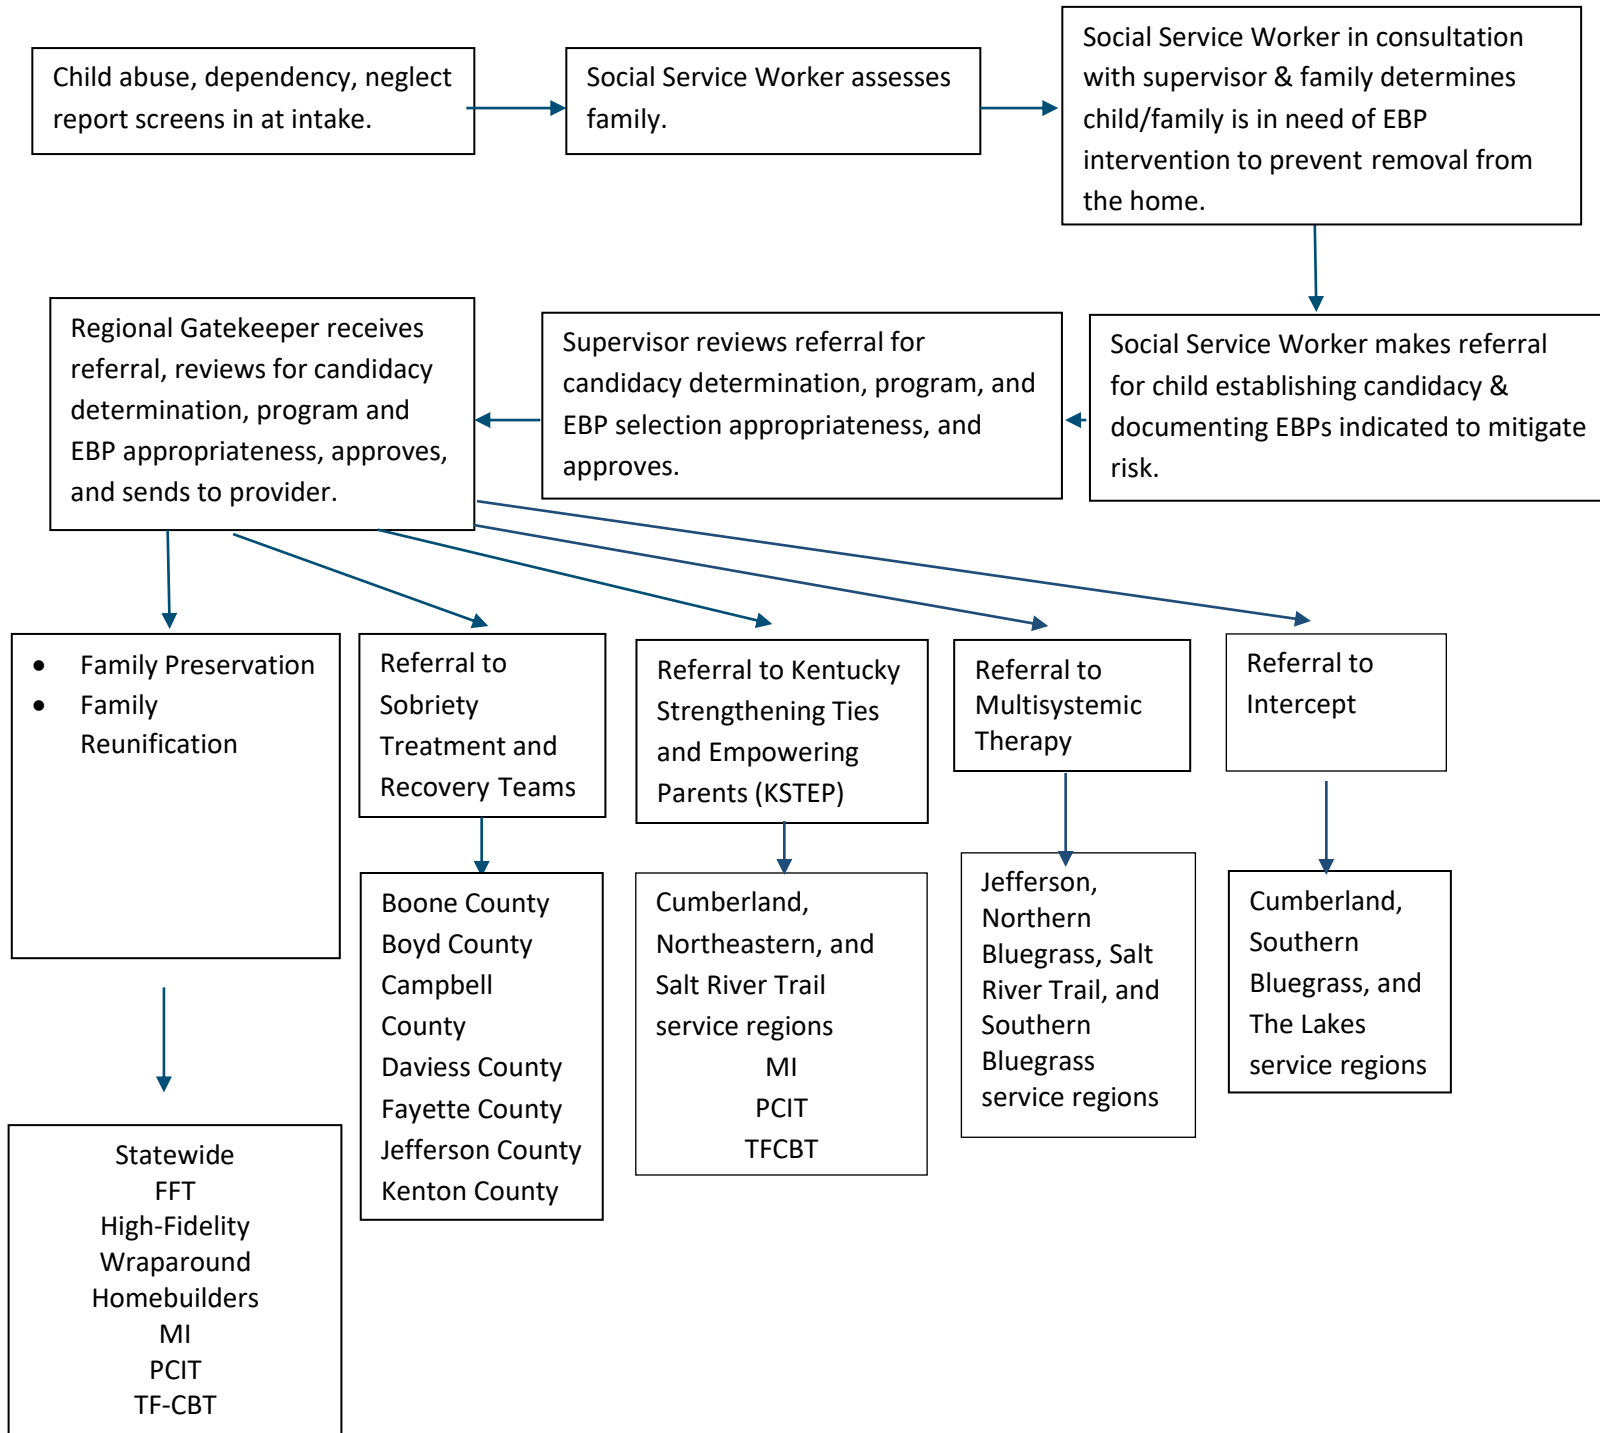 Child abuse, dependency, neglect
report screens in at intake.
Social Service Worker assesses
family.
Social Service Worker in consultation
with supervisor & family determines
child/family is in need of EBP
intervention to prevent removal from
the home.
Regional Gatekeeper receives
referral, reviews for candidacy
determination, program and
EBP appropriateness, approves,
and sends to provider.
Supervisor reviews referral for
candidacy determination, program, and
EBP selection appropriateness, and
approves.
Social Service Worker makes referral
for child establishing candidacy &
documenting EBPs indicated to mitigate
risk.
• Family Preservation
• Family
Reunification
Referral to
Sobriety
Treatment and
Recovery Teams
Referral to Kentucky
Strengthening Ties
and Empowering
Parents (KSTEP)
Referral to
Multisystemic
Therapy
Referral to
Intercept
Statewide
FFT
High-Fidelity
Wraparound
Homebuilders
MI
PCIT
TF-CBT
Boone County
Boyd County
Campbell
County
Daviess County
Fayette County
Jefferson County
Kenton County
Cumberland,
Northeastern, and
Salt River Trail
service regions
MI
PCIT
TFCBT
Jefferson,
Northern
Bluegrass, Salt
River Trail, and
Southern
Bluegrass
service regions
Cumberland,
Southern
Bluegrass, and
The Lakes
service regions